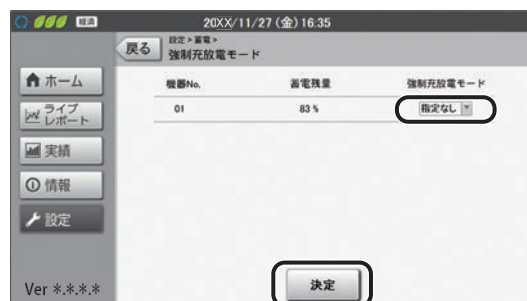 経済
20XX/11/27 (金) 16:35
戻る
設定 > 蓄電 >
強制充放電モード
ホーム
ライブ
レポート
実績
情報
設定
機器No.
蓄電残量
強制充放電モード
01
83 %
指定なし
決定
Ver *.*.*.*